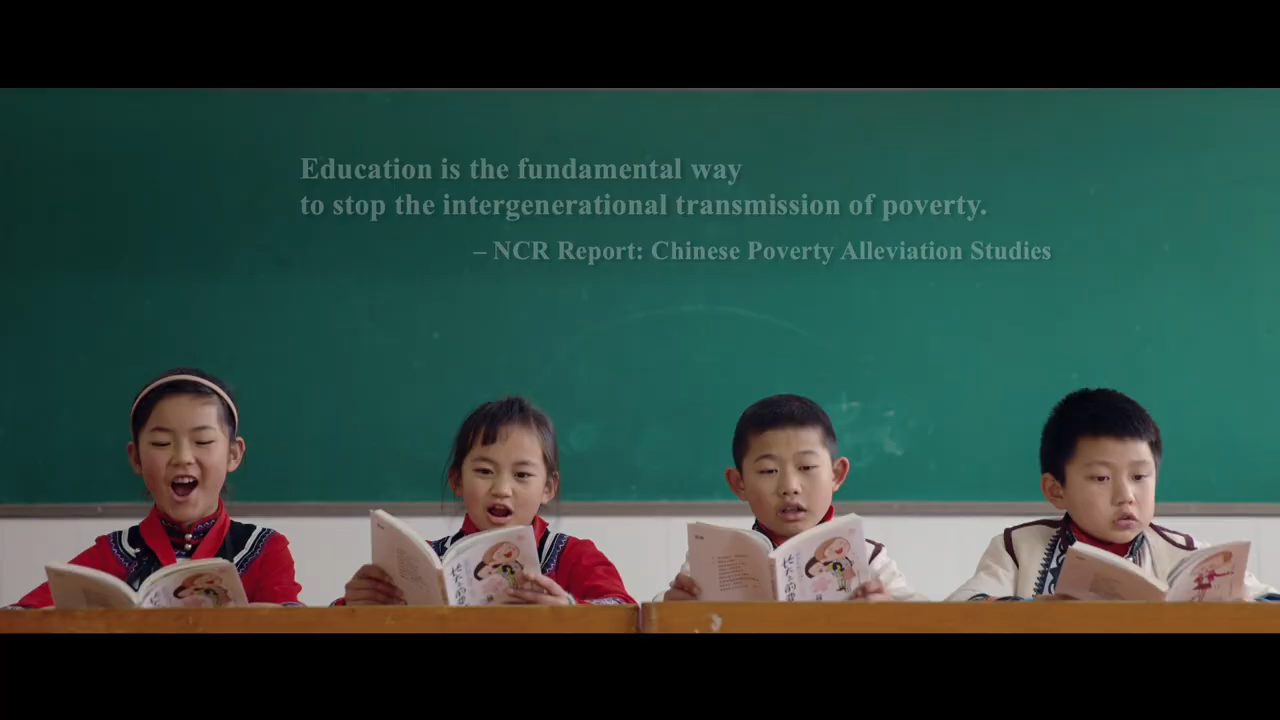 Education is the fundamental way
to stop the intergenerational transmission of poverty.
– NCR Report: Chinese Poverty Alleviation Studies